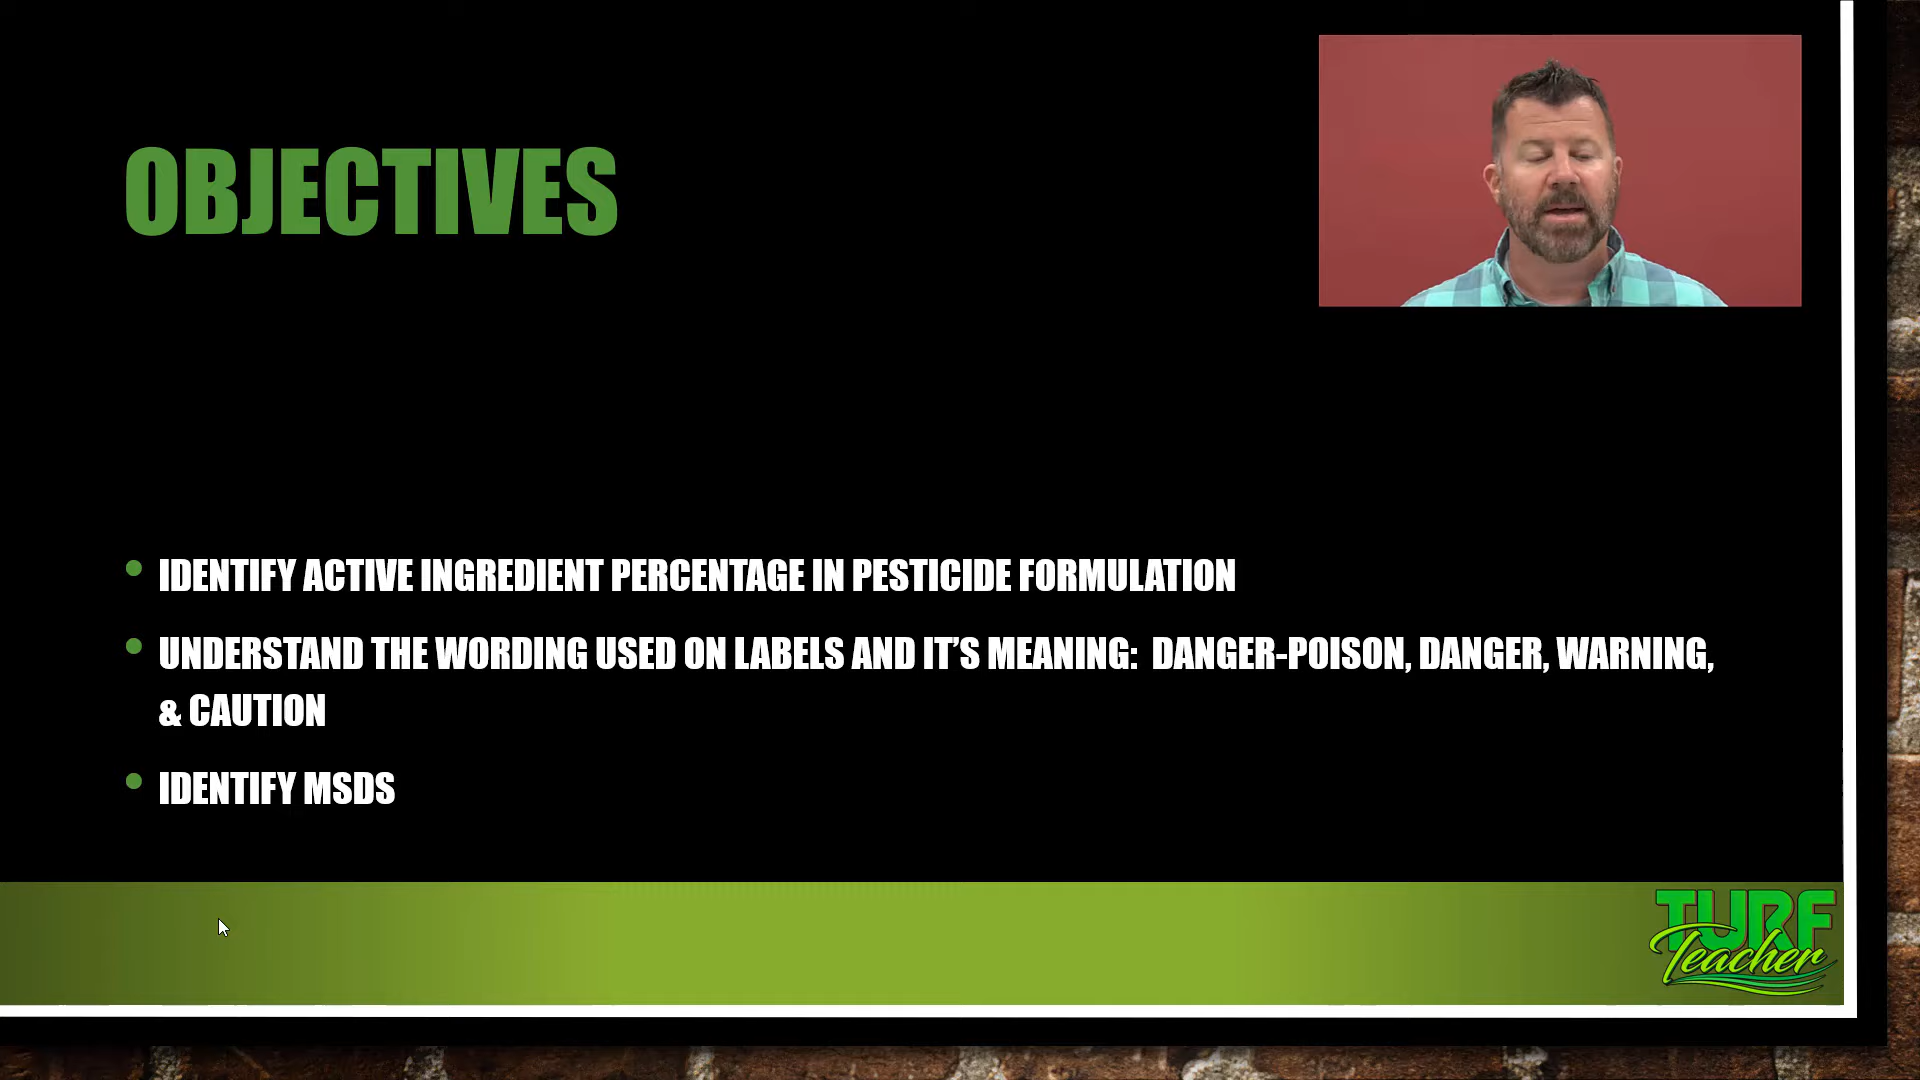 OBJECTIVES
IDENTIFY ACTIVE INGREDIENT PERCENTAGE IN PESTICIDE FORMULATION
UNDERSTAND THE WORDING USED ON LABELS AND IT’S MEANING: DANGER-POISON, DANGER, WARNING,
& CAUTION
IDENTIFY MSDS
TURF
Teacher